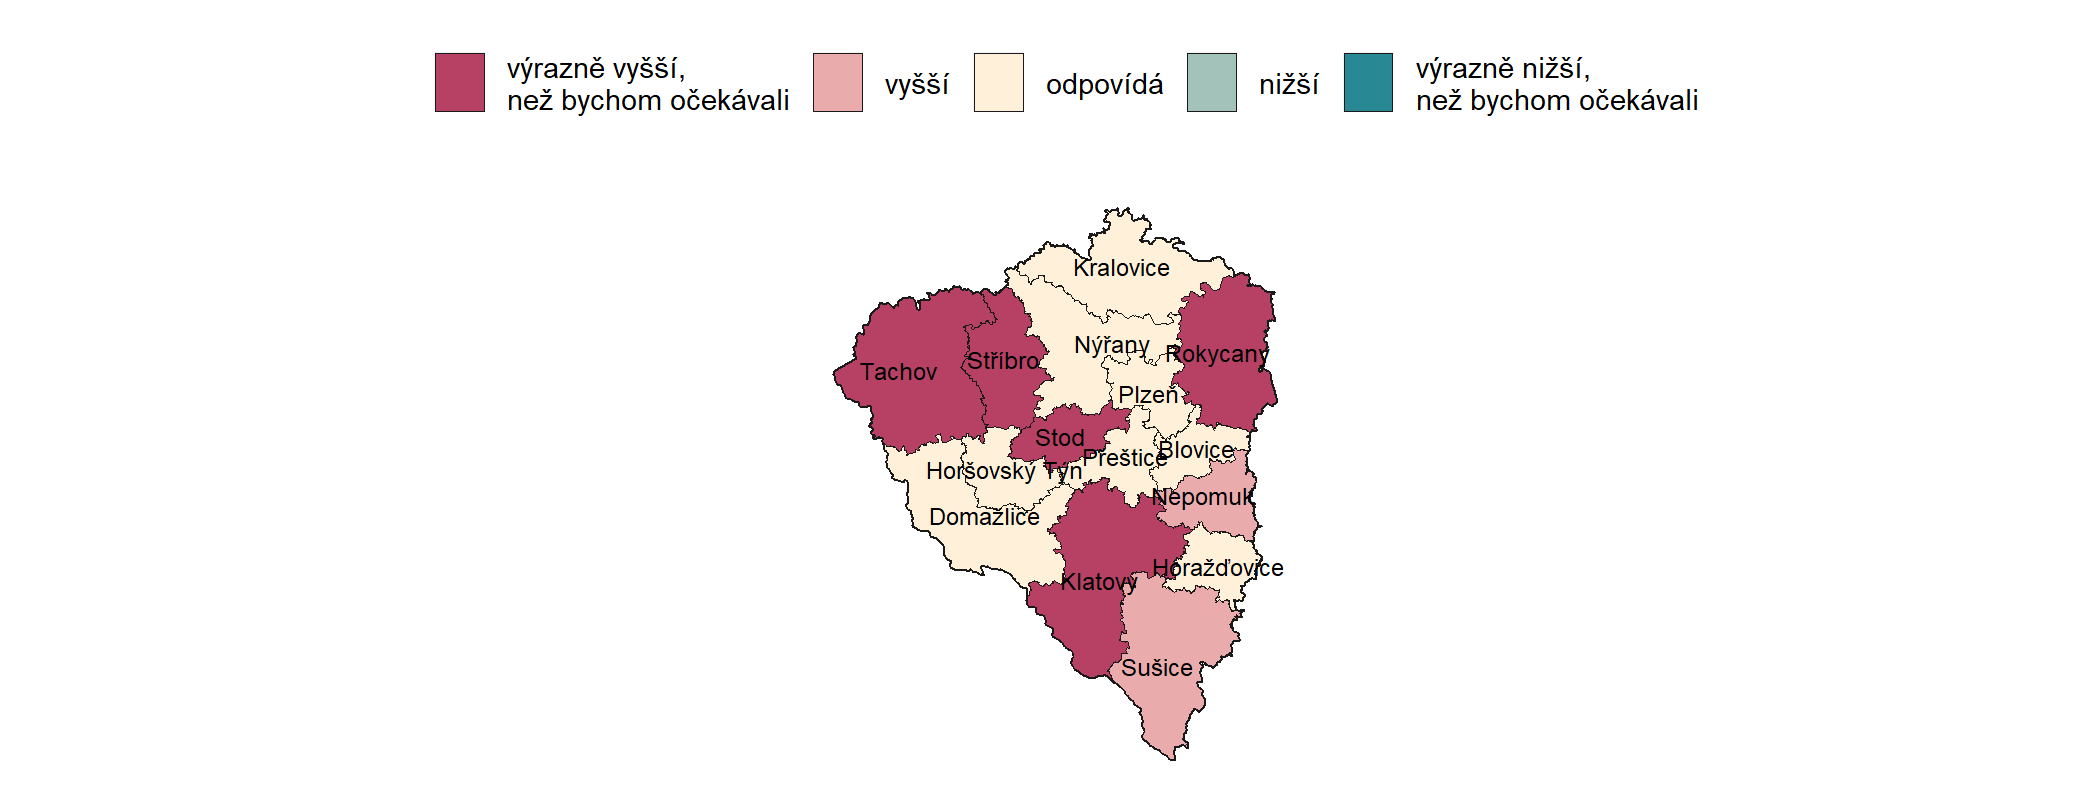 výrazně vyšší,
než bychom očekávali
vyšší
odpovídá
nižší
výrazně nižší,
než bychom očekávali
Kralovice
Nýřany
Rokycany
Stříbro
Tachov
Plzeň
Stod
Blovice
Přeštice
Horšovský Týn
Nepomuk
Domažlice
Horažďovice
Klatovy
Sušice